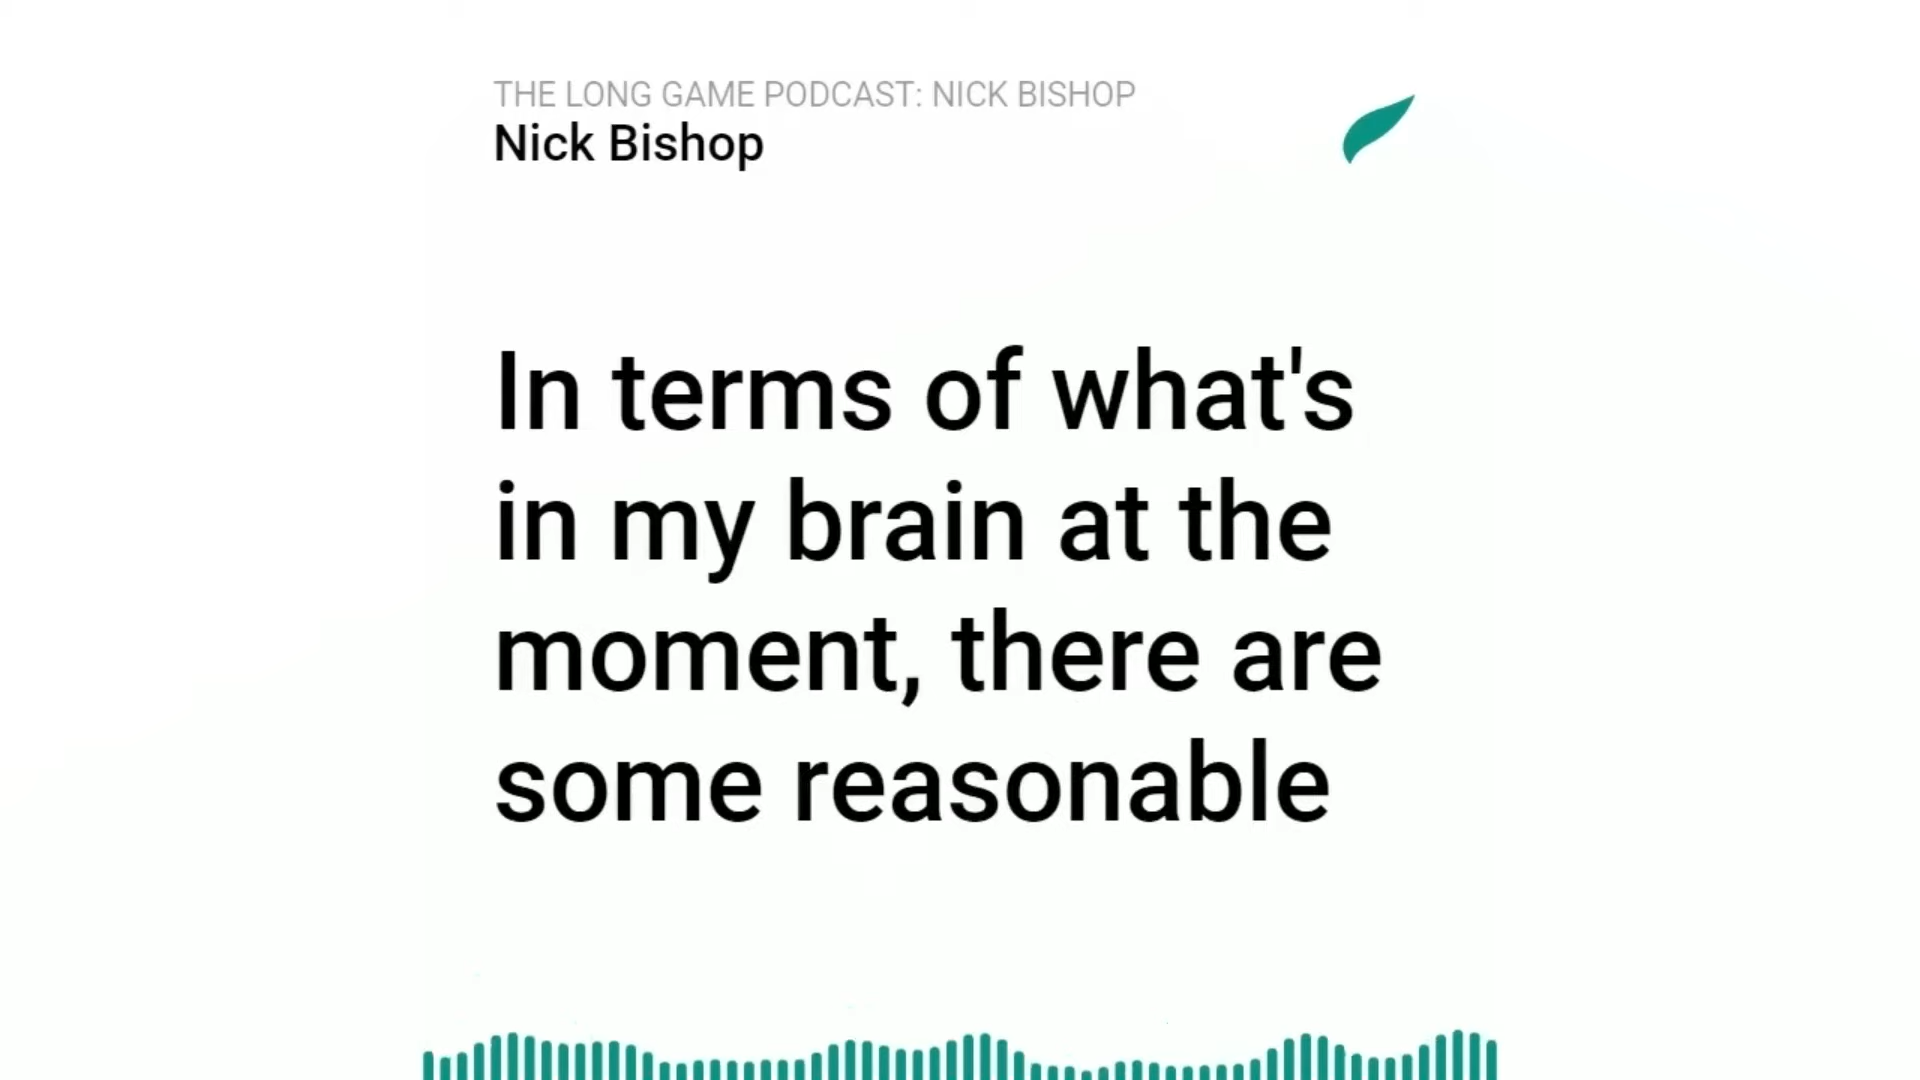 THE LONG GAME PODCAST: NICK BISHOP
Nick Bishop
In terms of what's
in my brain at the
moment, there are
some reasonable